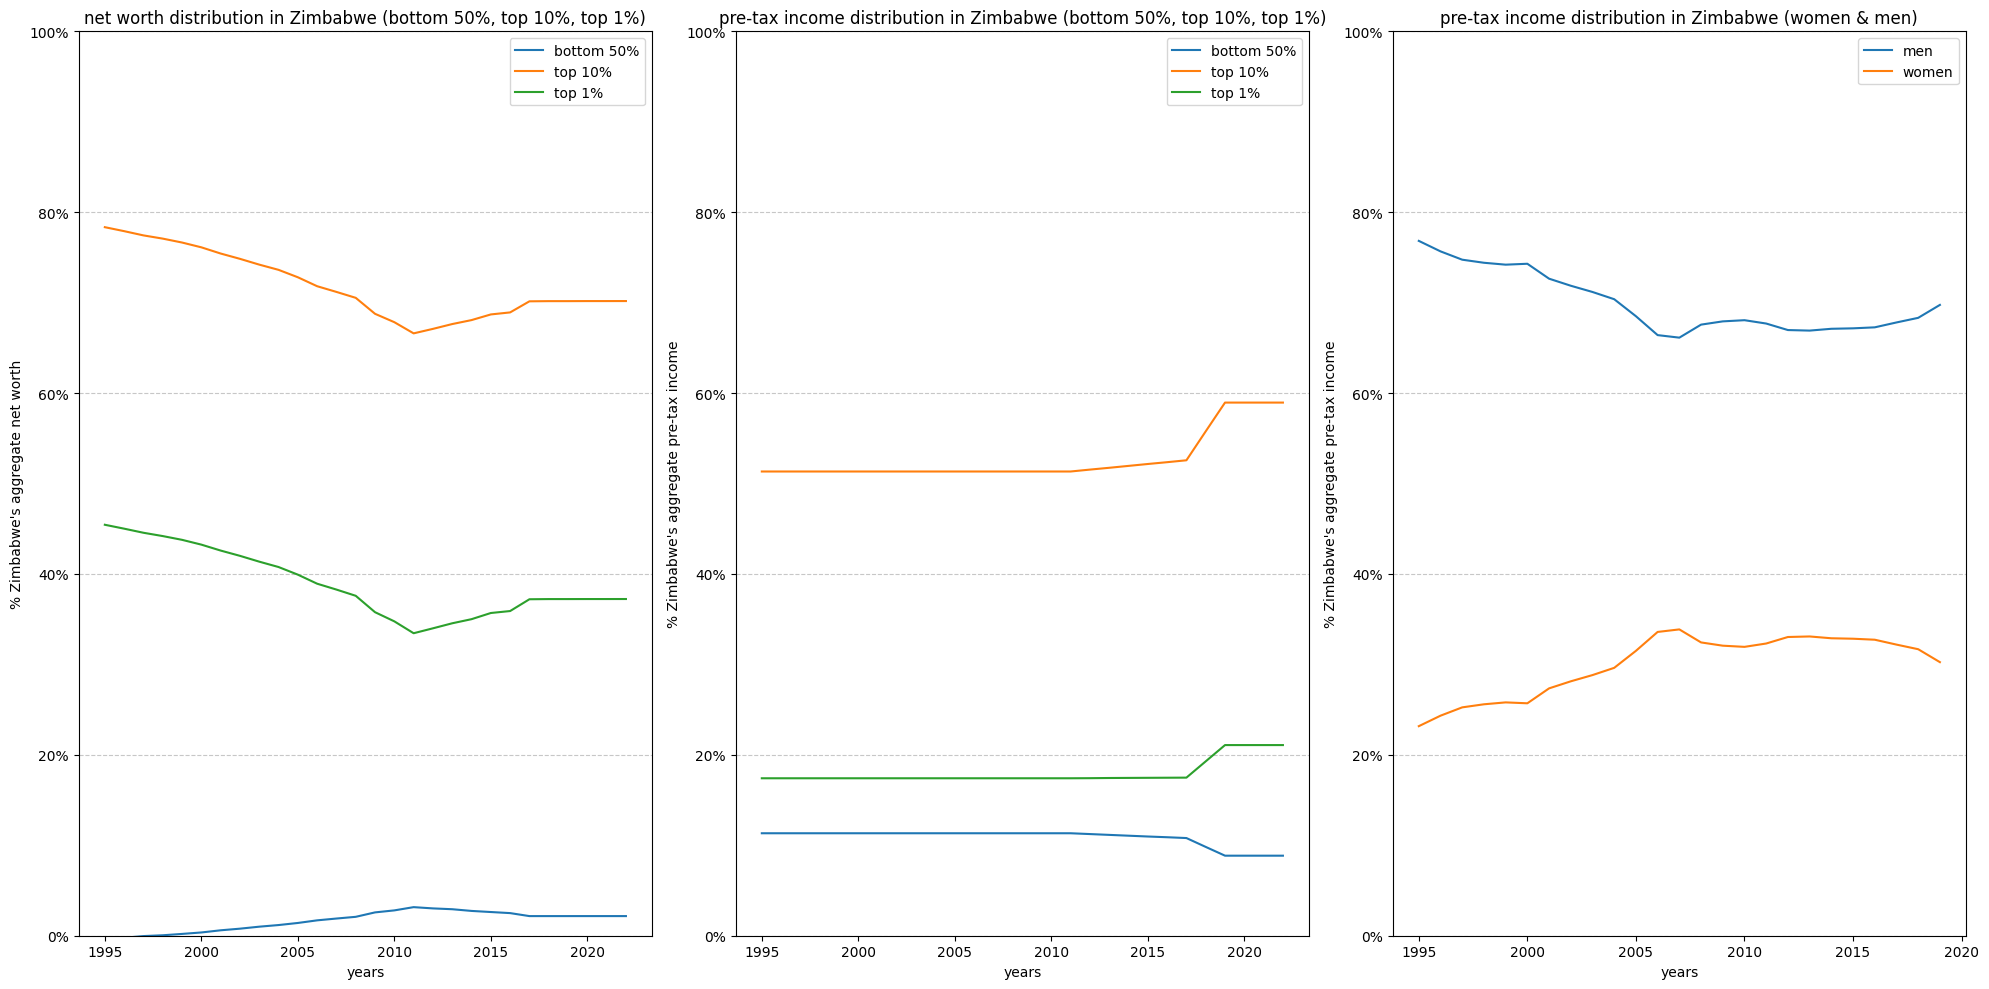 net worth distribution in Zimbabwe (bottom 50%, top 10%, top 1%)
% Zimbabwe's aggregate net worth
100%
80%
60%
40%
20%
0%
bottom 50%
top 10%
top 1%
1995 2000 2005 2010 2015 2020
years
pre-tax income distribution in Zimbabwe (bottom 50%, top 10%, top 1%)
% Zimbabwe's aggregate pre-tax income
100%
80%
60%
40%
20%
0%
bottom 50%
top 10%
top 1%
1995 2000 2005 2010 2015 2020
years
pre-tax income distribution in Zimbabwe (women & men)
% Zimbabwe's aggregate pre-tax income
100%
80%
60%
40%
20%
0%
men
women
1995 2000 2005 2010 2015 2020
years